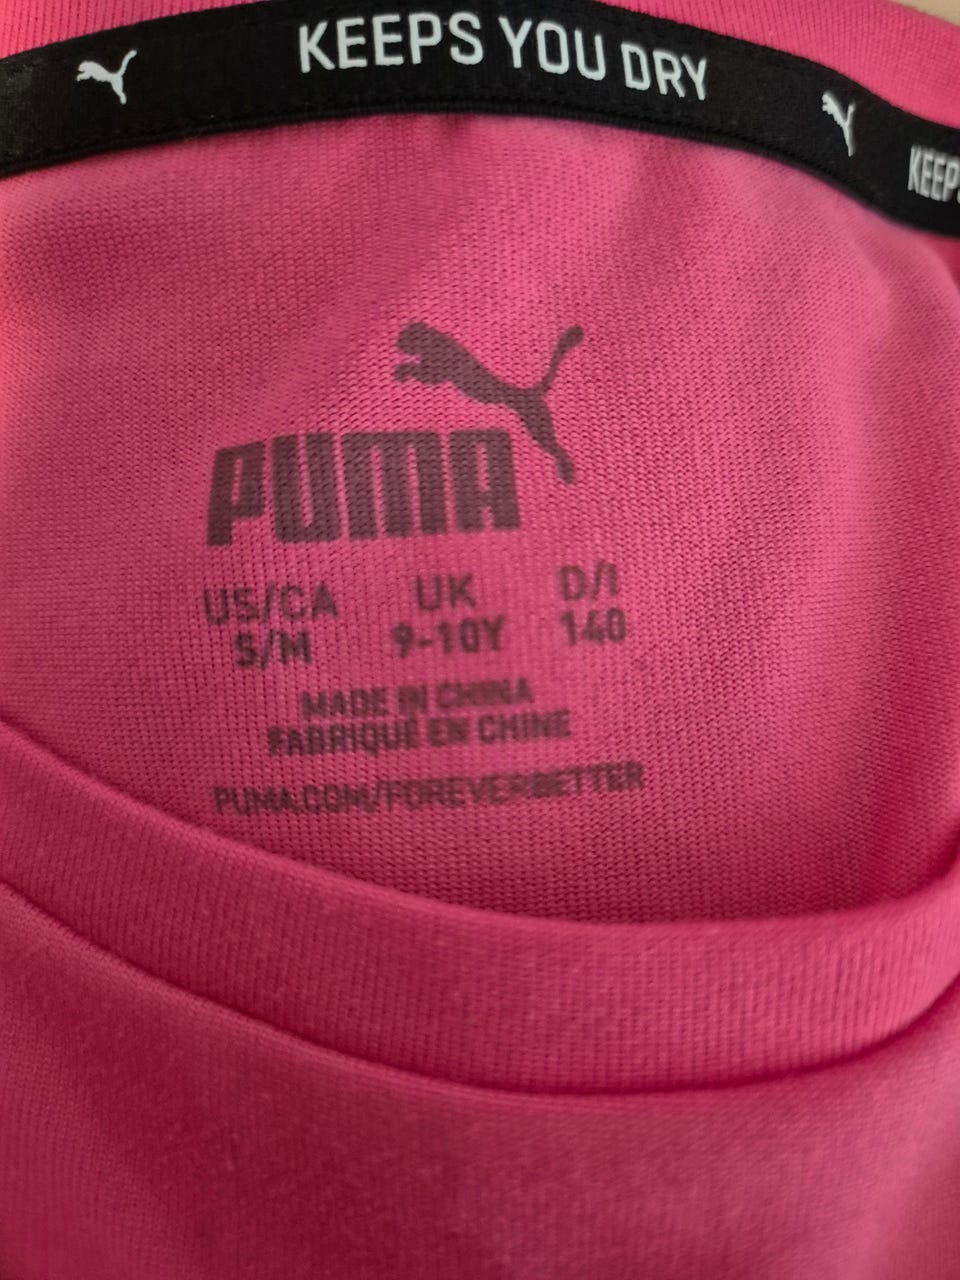 KEEPS YOU DRY
KEEPS
PUMA
US/CA UK D/I
S/M 9-10Y 140
MADE IN CHINA
FABRIQUÉ EN CHINE
PUMA.COM/FOREVERBETTER